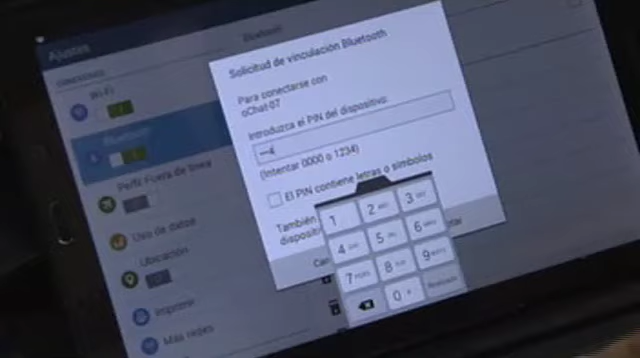 Ajustes
CONEXIONES
Wi-Fi
Bluetooth
Perfil Fuera de línea
Uso de datos
Ubicación
Imprimir
Más redes
Bluetooth
Solicitud de vinculación Bluetooth
Para conectarse con
oChat-07
Introduzca el PIN del dispositivo:
(Intentar 0000 o 1234)
El PIN contiene letras o símbolos
También
1 2 3
4 5 6
7 8 9
0 +